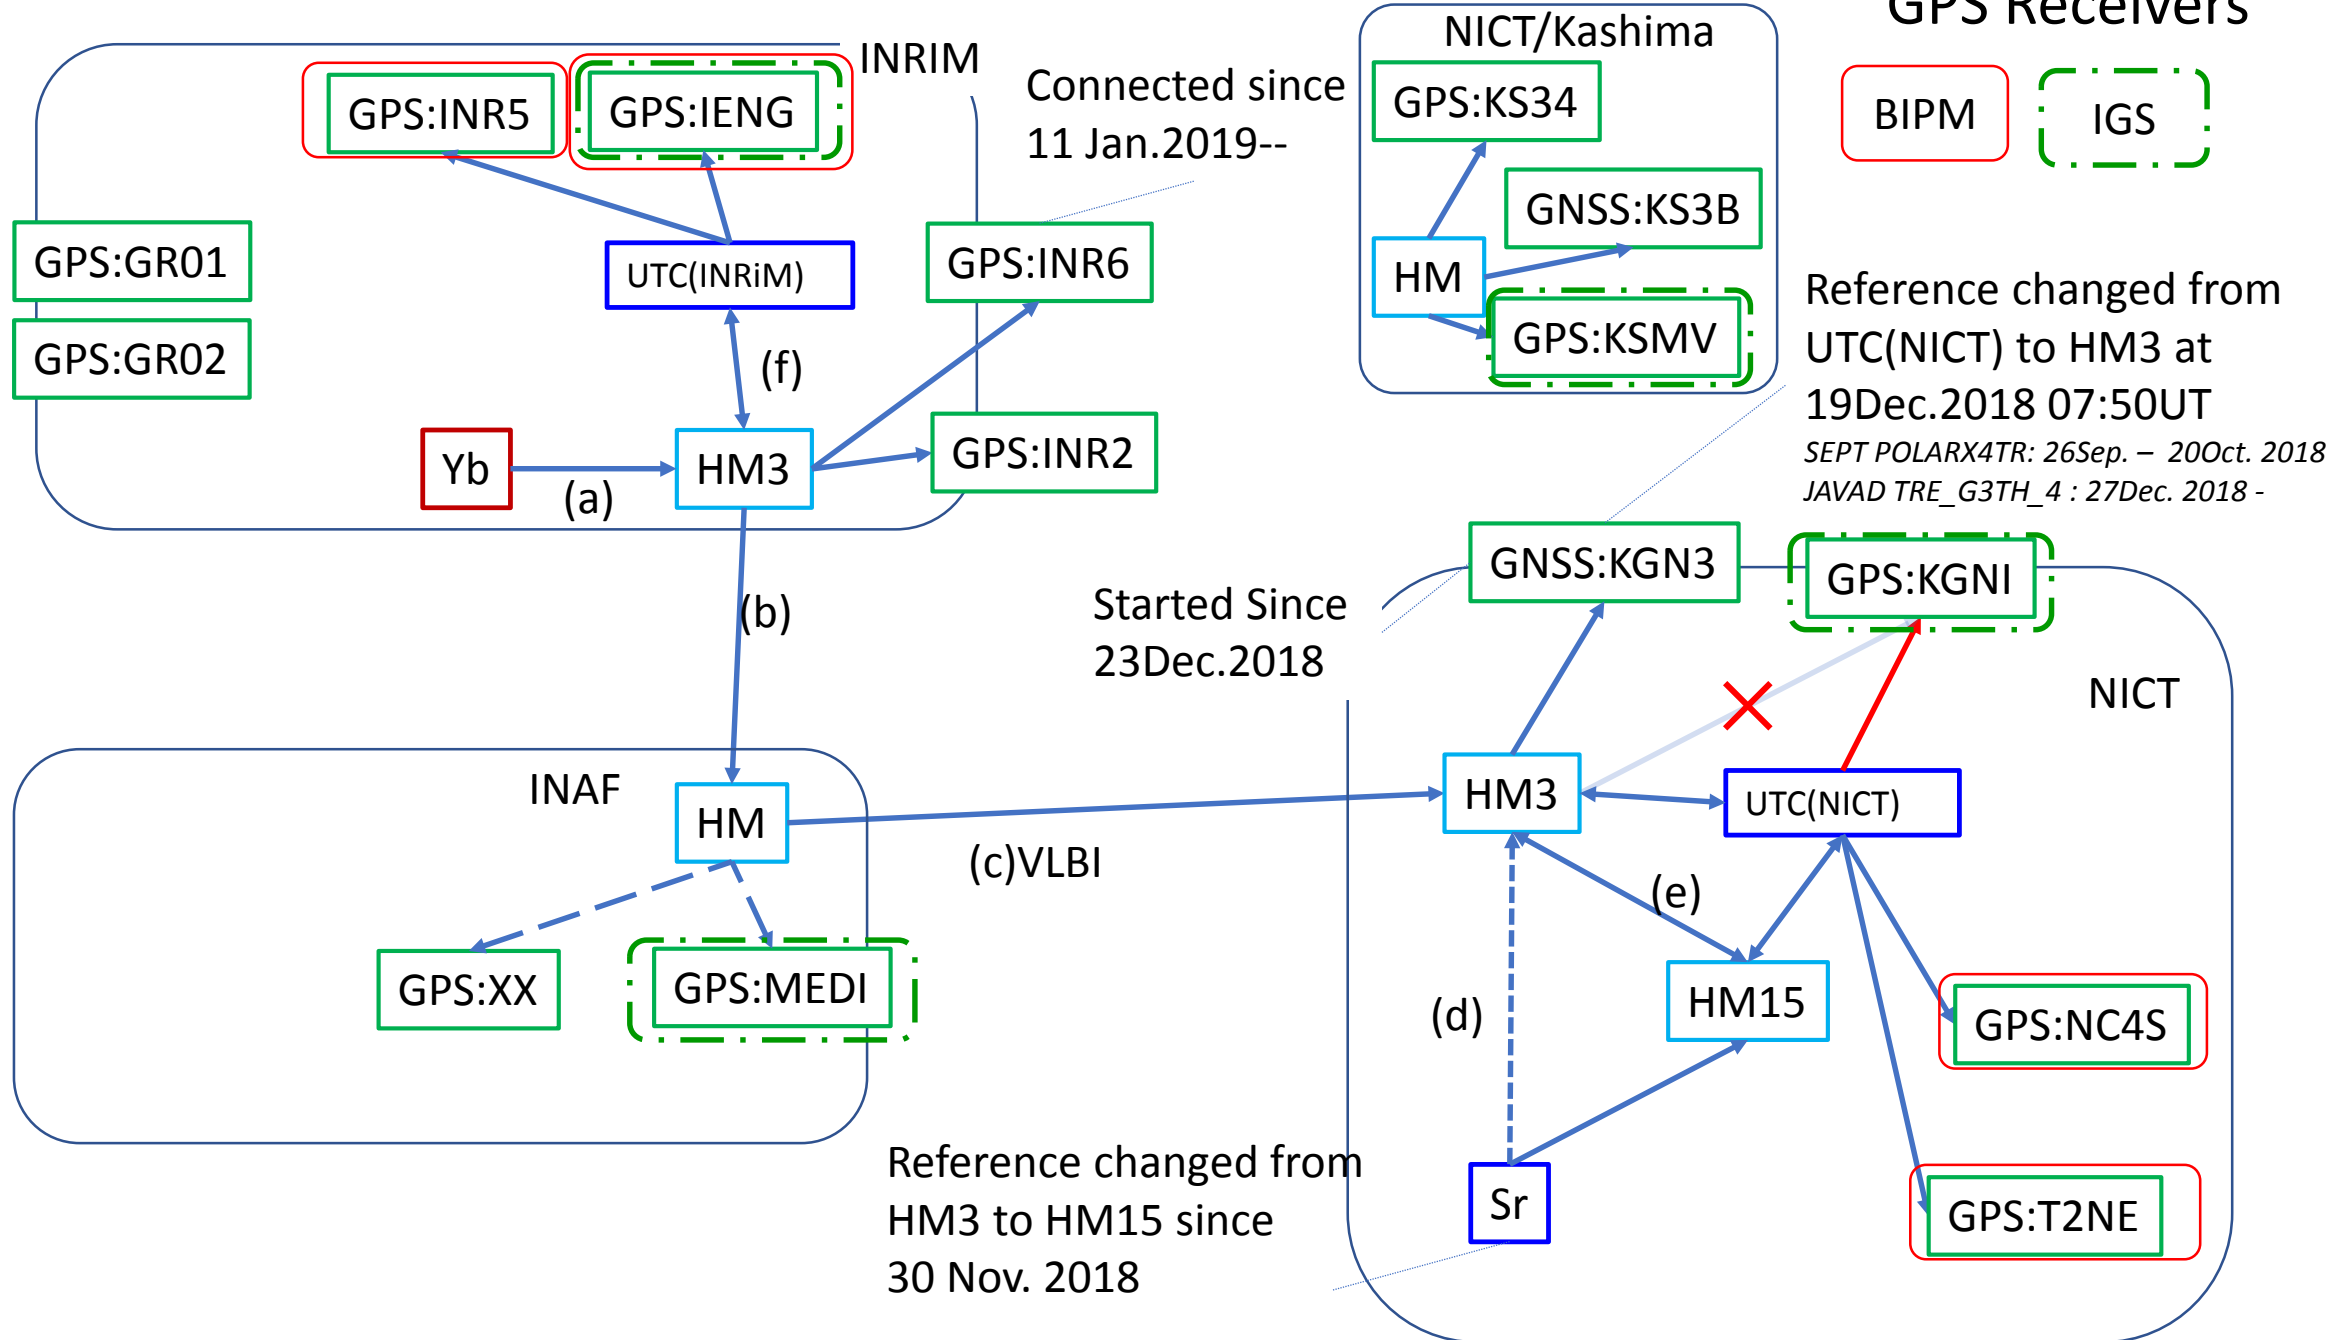 GPS Receivers
BIPM
IGS
INRIM
GPS:INR5
GPS:IENG
Connected since
11 Jan.2019--
GPS:GR01
GPS:GR02
UTC(INRiM)
GPS:INR6
(f)
Yb
(a)
HM3
GPS:INR2
(b)
NICT/Kashima
GPS:KS34
GNSS:KS3B
HM
GPS:KSMV
Reference changed from
UTC(NICT) to HM3 at
19Dec.2018 07:50UT
SEPT POLARX4TR: 26Sep. – 20Oct. 2018
JAVAD TRE_G3TH_4 : 27Dec. 2018 -
Started Since
23Dec.2018
GNSS:KGN3
GPS:KGNI
NICT
INAF
HM
(c)VLBI
GPS:XX
GPS:MEDI
HM3
UTC(NICT)
(e)
(d)
HM15
GPS:NC4S
Sr
GPS:T2NE
Reference changed from
HM3 to HM15 since
30 Nov. 2018